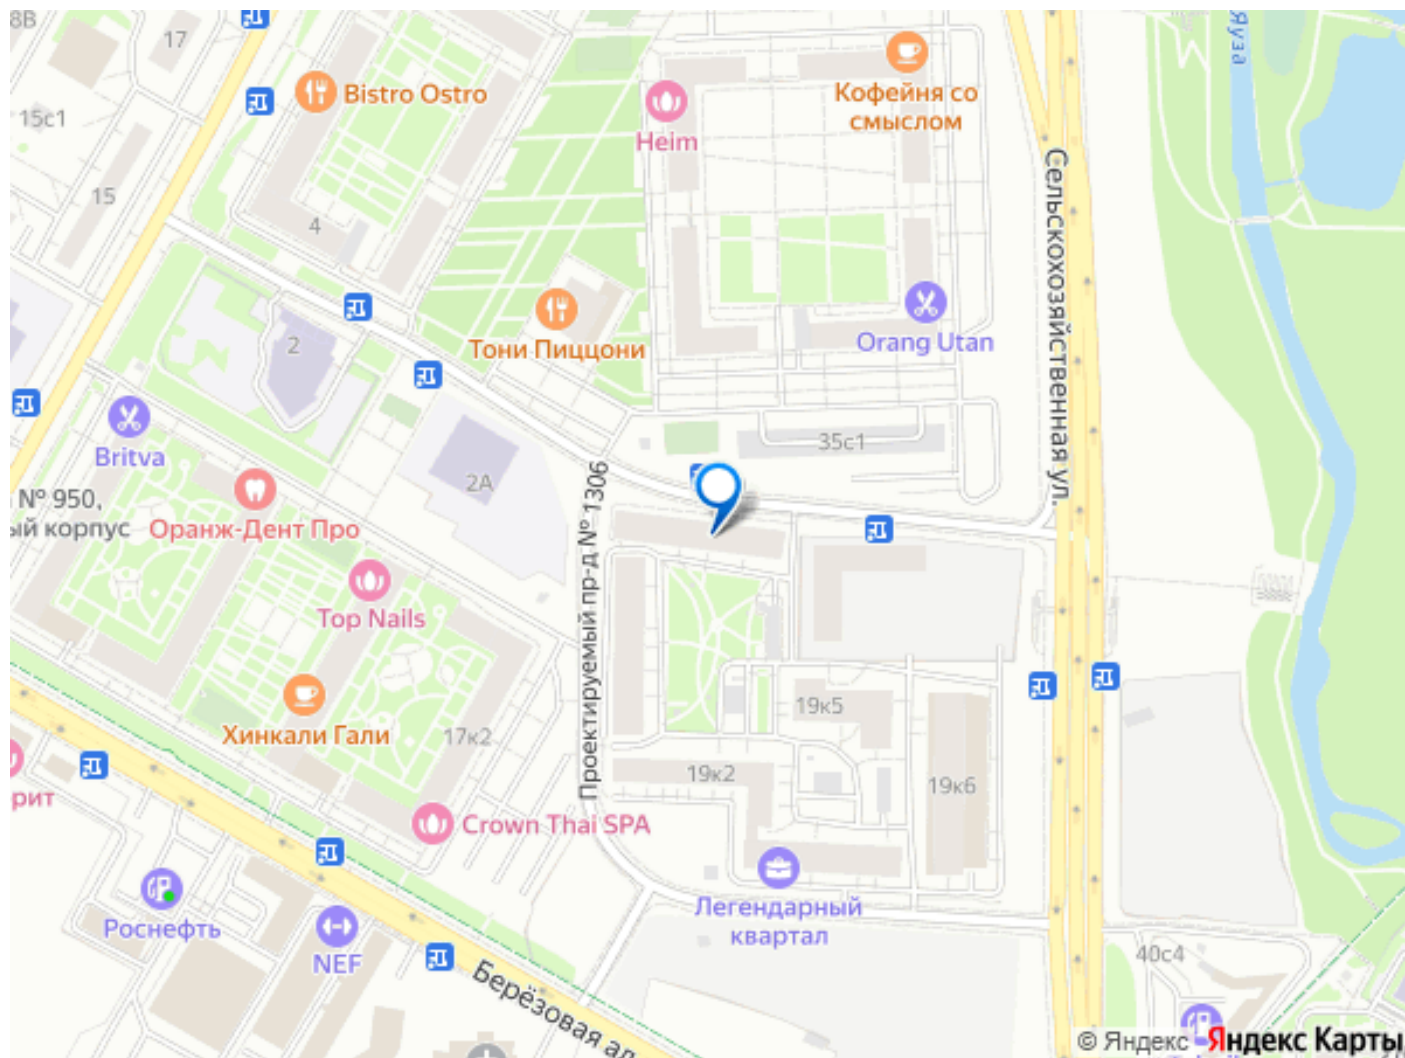 8В
17
Bistro Ostro
Кофейня со
смыслом
Яуза
15с1
Heim
Сельскохозяйственная ул.
15
4
Тони Пиццони
Orang Utan
2
Britva
35с1
2А
№ 950,
ый корпус
Оранж-Дент Про
Проектируемый пр-д № 1306
Top Nails
Хинкали Гали
17к2
19к5
19к2
19к6
рит
Crown Thai SPA
Роснефть
NEF
Легендарный
квартал
Берёзовая ал
40с4
© Яндекс Яндекс Карты